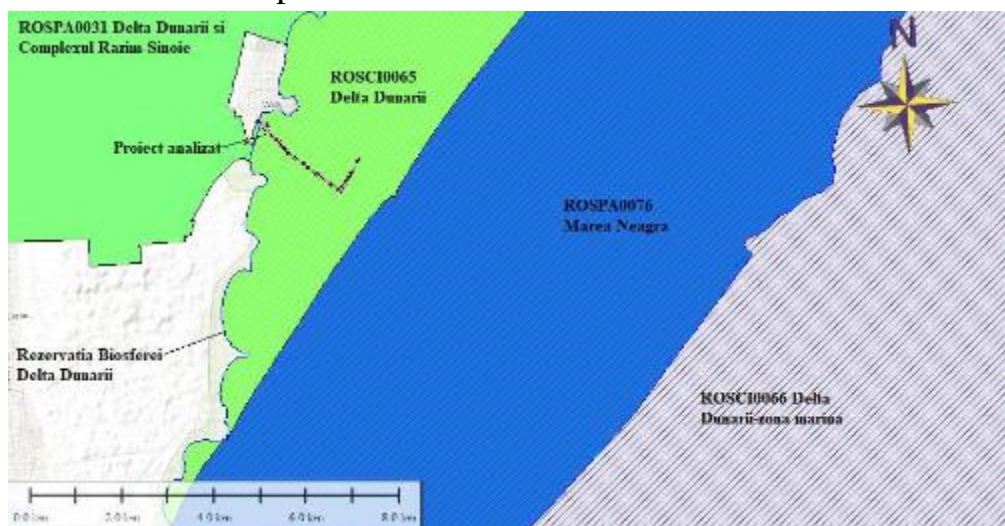 ROSPA0031 Delta Dunarii si
Complexul Razim Sinoie
ROSCI0065
Delta Dunarii
N
Proiect analizat
ROSPA0076
Marea Neagra
Rezervatia Biosferei
Delta Dunarii
ROSCI0066 Delta
Dunarii-zona marina
0.0 km 2.0 km 4.0 km 6.0 km 8.0 km